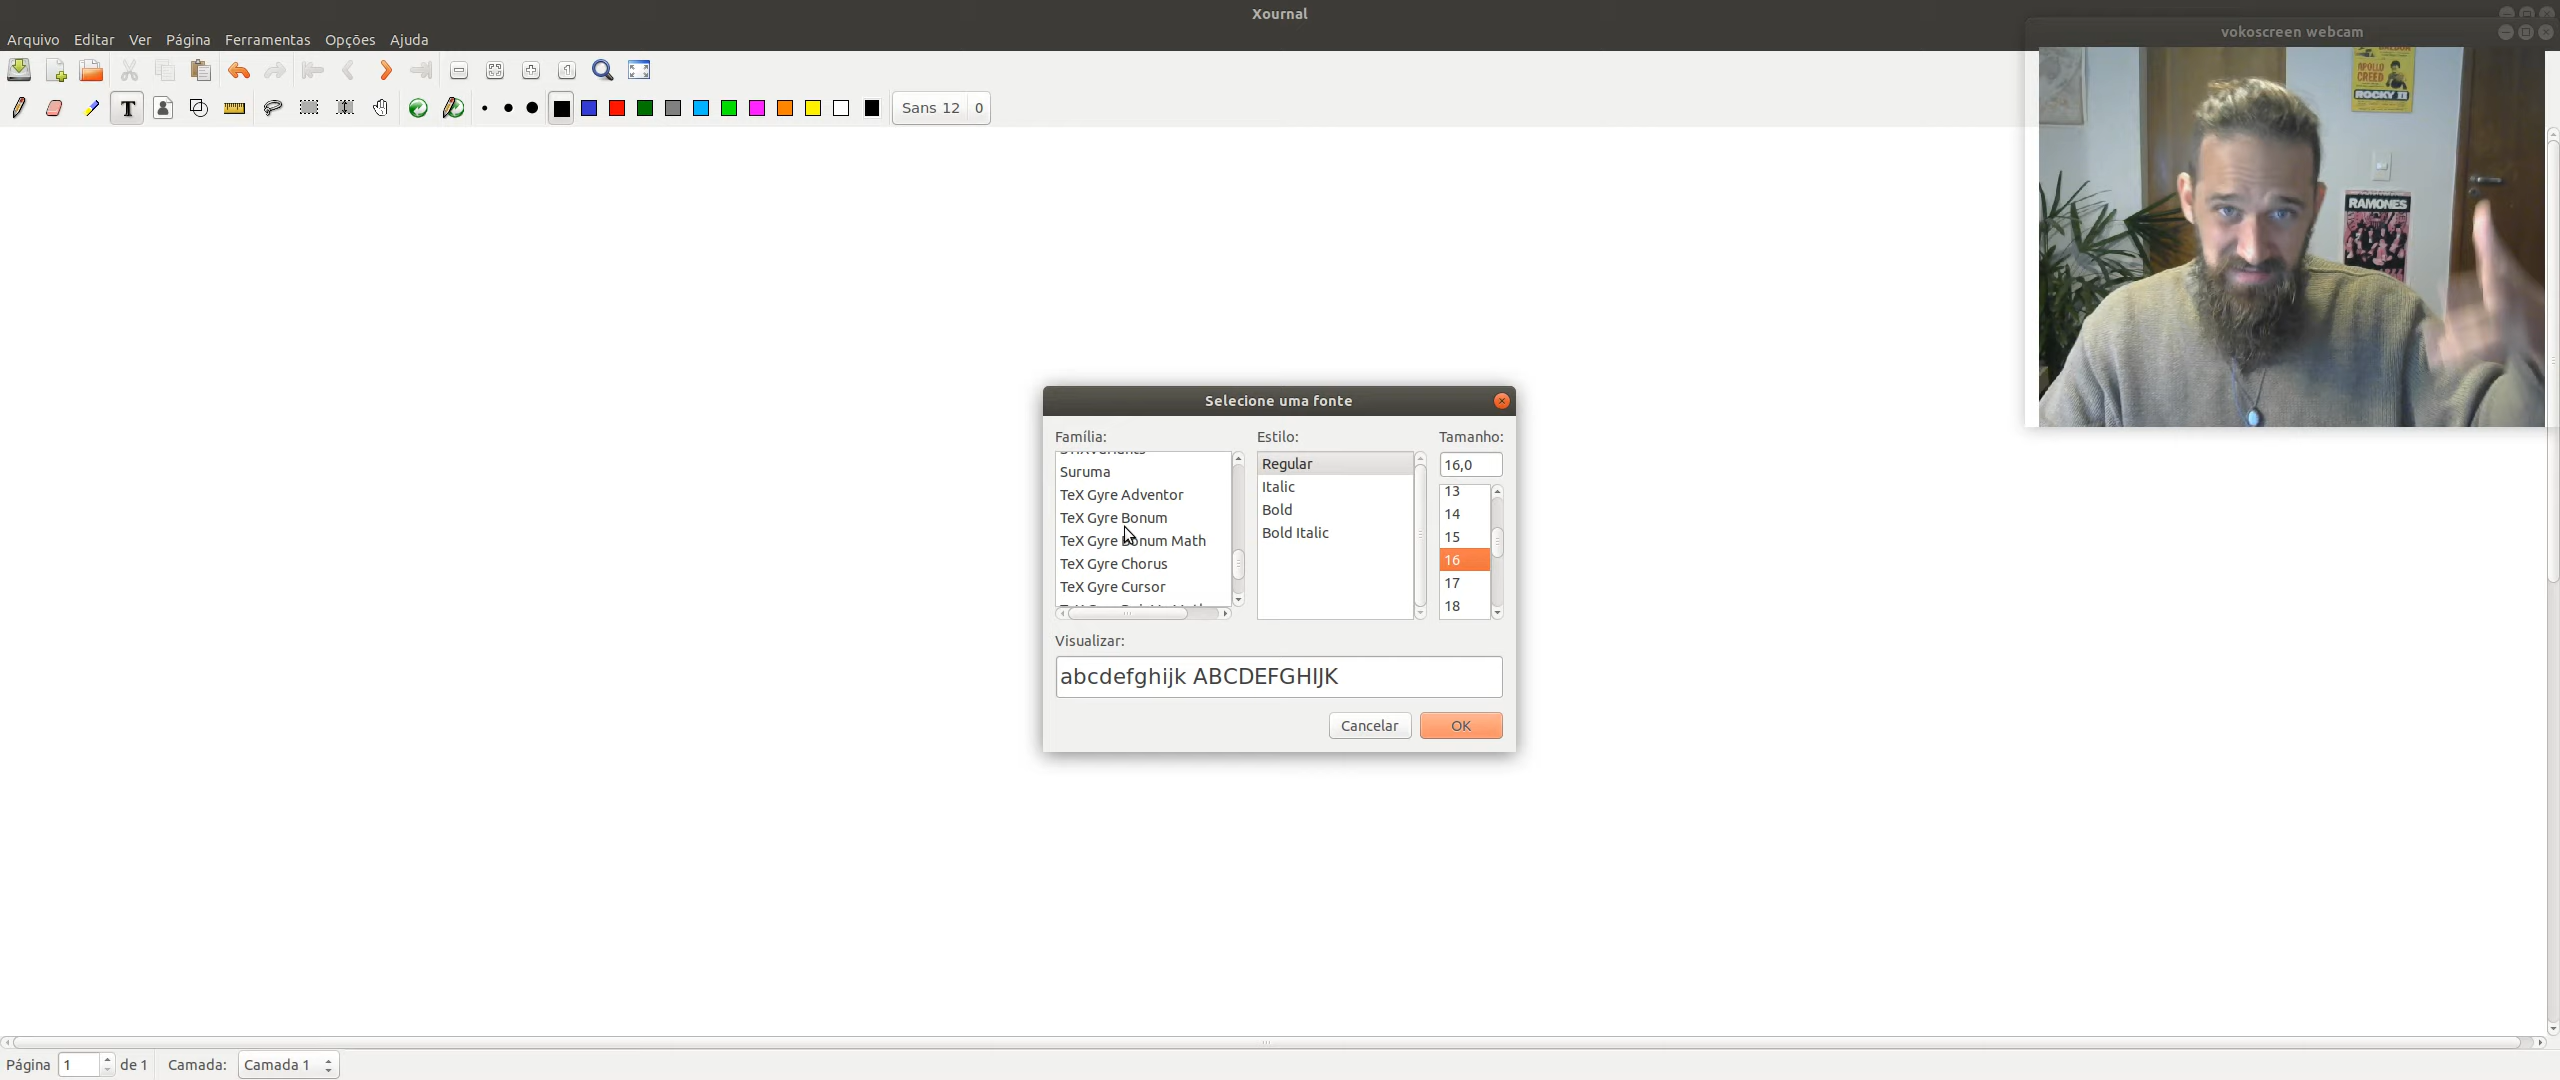 Xournal
Arquivo Editar Ver Página Ferramentas Opções Ajuda
vokoscreen webcam
Sans 12 0
APOLLO
CREED
ROCKY II
RAMONES
Selecione uma fonte
Família: Estilo: Tamanho:
Suruma
TeX Gyre Adventor
TeX Gyre Bonum
TeX Gyre Bonum Math
TeX Gyre Chorus
TeX Gyre Cursor
Regular
Italic
Bold
Bold Italic
16,0
13
14
15
16
17
18
Visualizar:
abcdefghijk ABCDEFGHIJK
Cancelar OK
Página 1 de 1 Camada: Camada 1